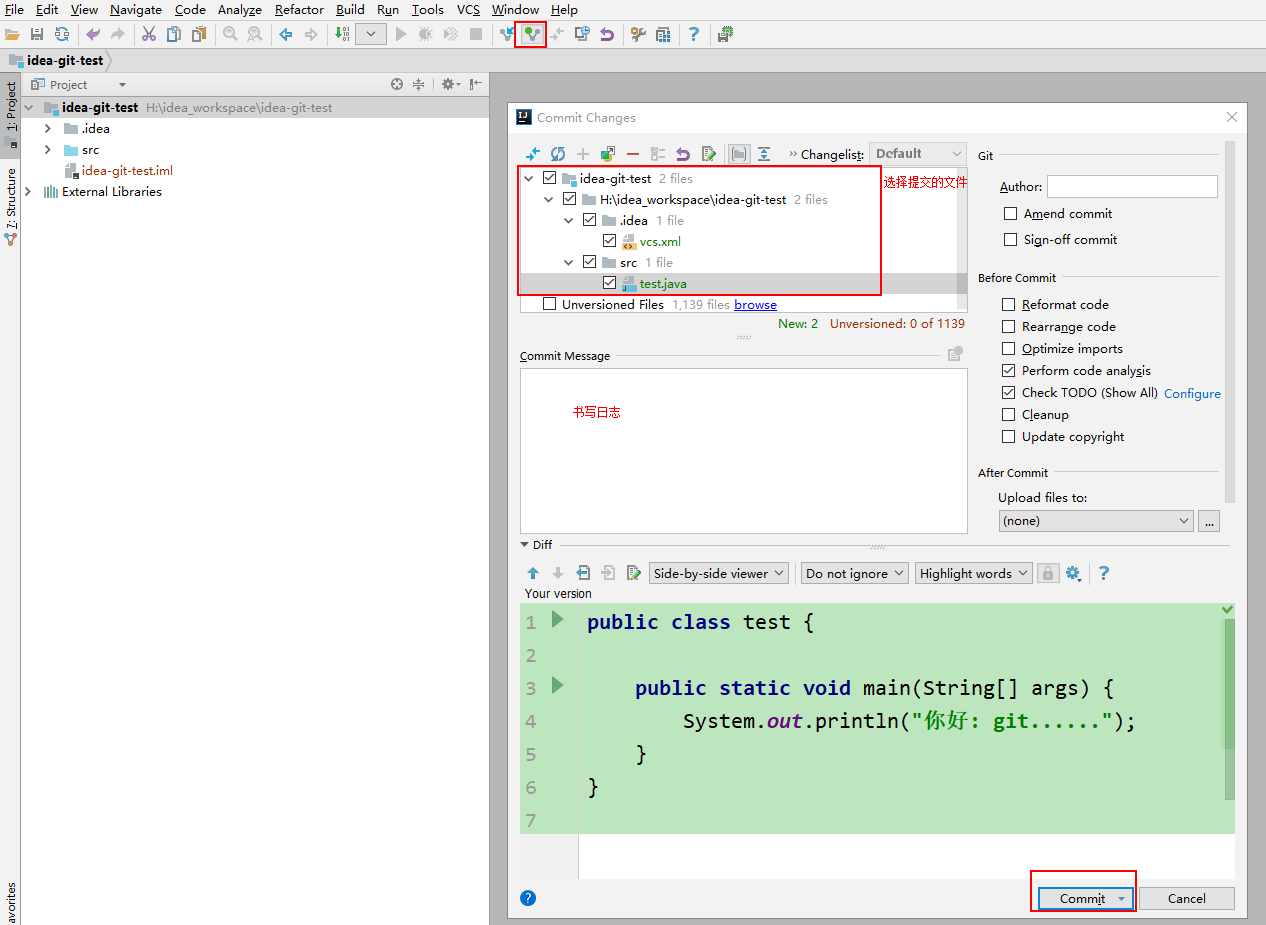 File Edit View Navigate Code Analyze Refactor Build Run Tools VCS Window Help
idea-git-test
Project
1: Project
7: Structure
avorites
idea-git-test H:\idea_workspace\idea-git-test
.idea
src
idea-git-test.iml
External Libraries
Commit Changes
Changelist: Default
idea-git-test 2 files
选择提交的文件
H:\idea_workspace\idea-git-test 2 files
.idea 1 file
vcs.xml
src 1 file
test.java
Unversioned Files 1,139 files browse
New: 2 Unversioned: 0 of 1139
Commit Message
书写日志
Git
Author:
Amend commit
Sign-off commit
Before Commit
Reformat code
Rearrange code
Optimize imports
Perform code analysis
Check TODO (Show All) Configure
Cleanup
Update copyright
After Commit
Upload files to:
(none) ...
Diff
Side-by-side viewer Do not ignore Highlight words ?
Your version
1 public class test {
2
3 public static void main(String[] args) {
4 System.out.println("你好: git......");
5 }
6 }
7
? Commit Cancel